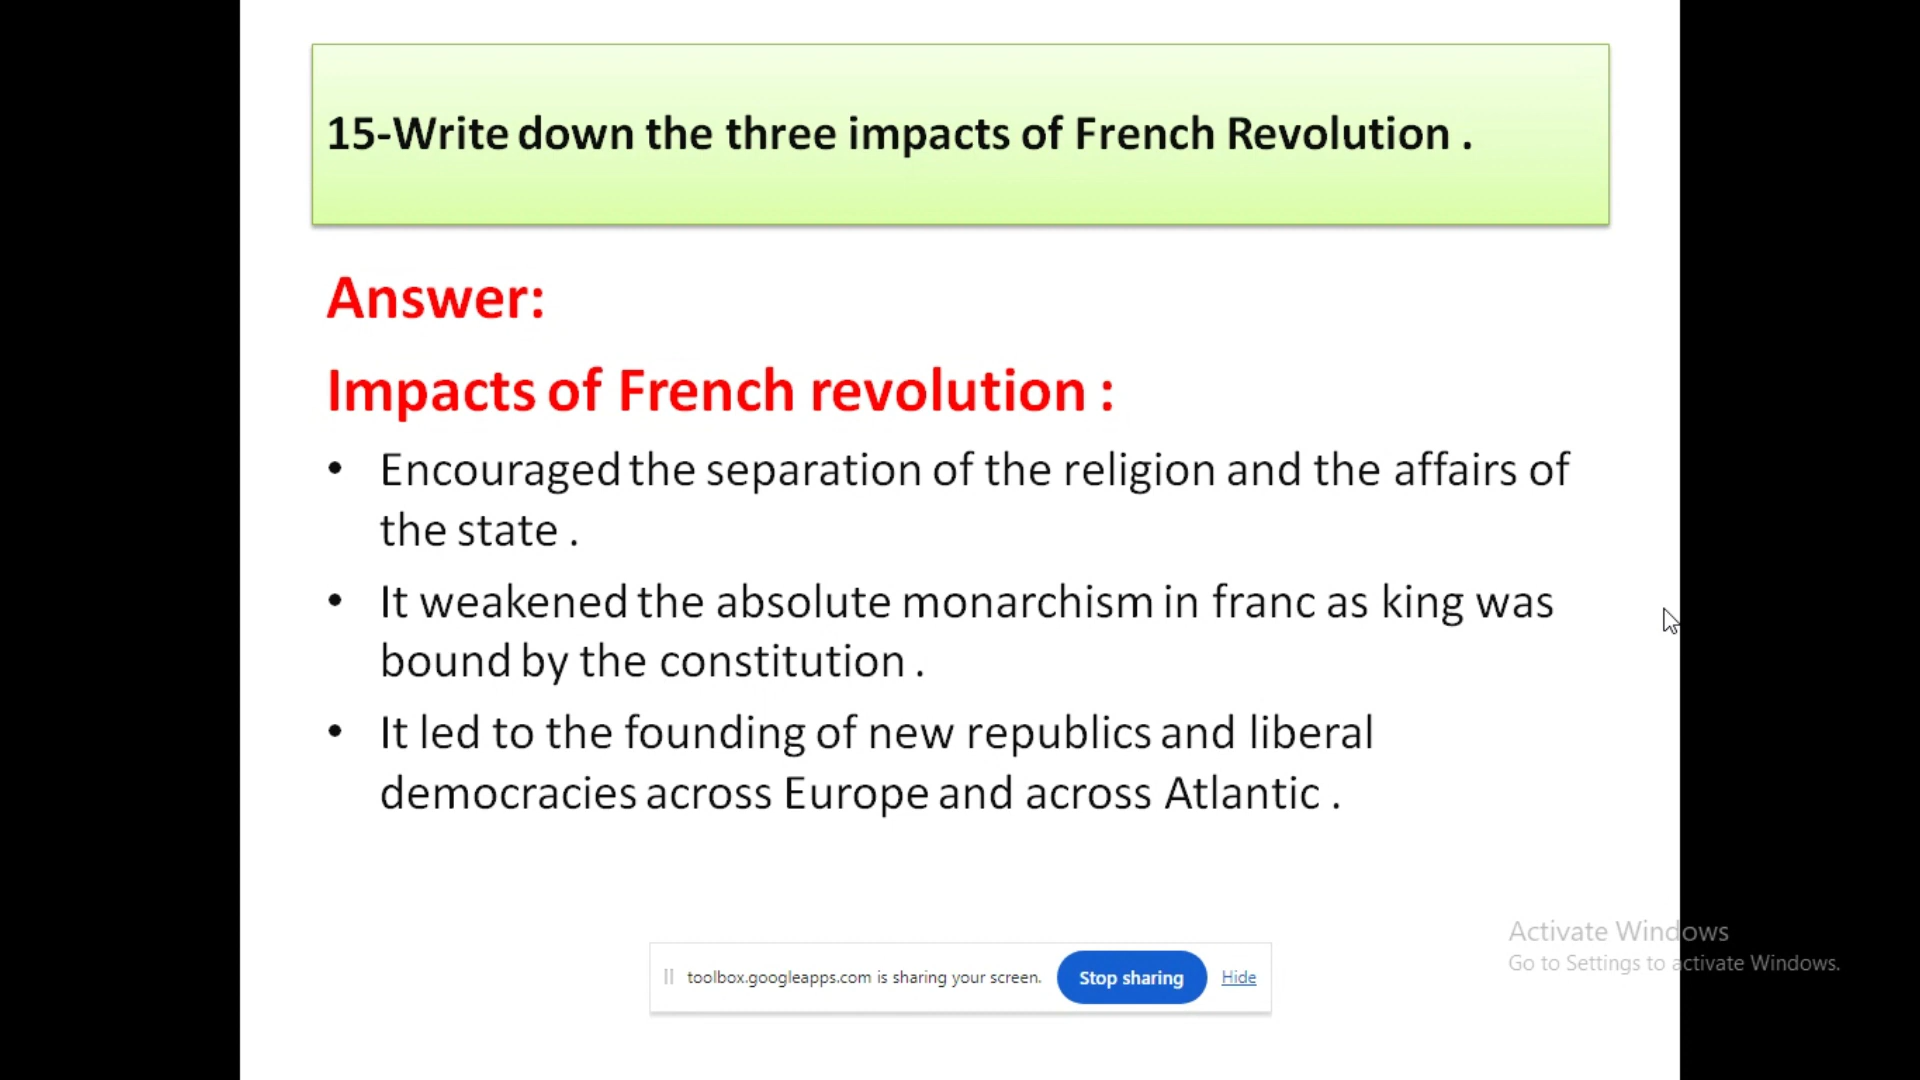 15-Write down the three impacts of French Revolution .
Answer:
Impacts of French revolution :
• Encouraged the separation of the religion and the affairs of
the state .
• It weakened the absolute monarchism in franc as king was
bound by the constitution .
• It led to the founding of new republics and liberal
democracies across Europe and across Atlantic .
Activate Windows
Go to Settings to activate Windows.
toolbox.googleapps.com is sharing your screen. Stop sharing Hide